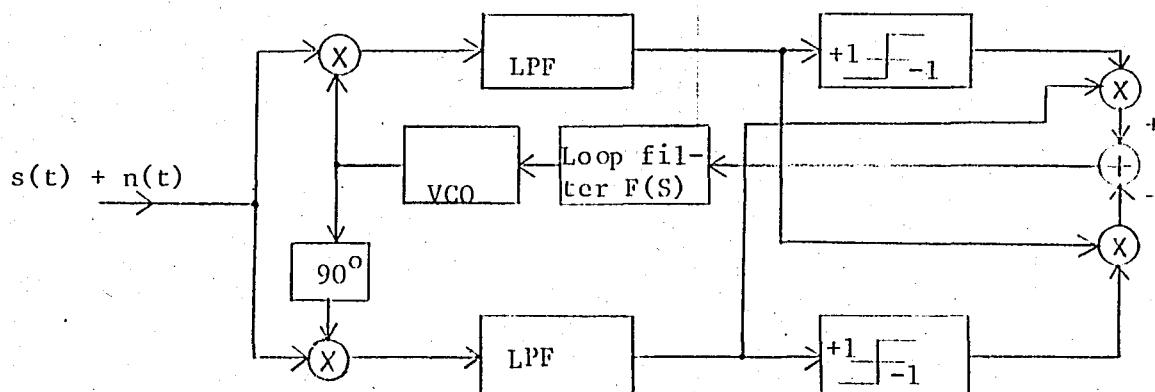 X
LPF
+1
-1
X
+
s(t) + n(t)
VCO
Loop fil-
ter F(S)
+
-
90°
X
X
LPF
+1
-1